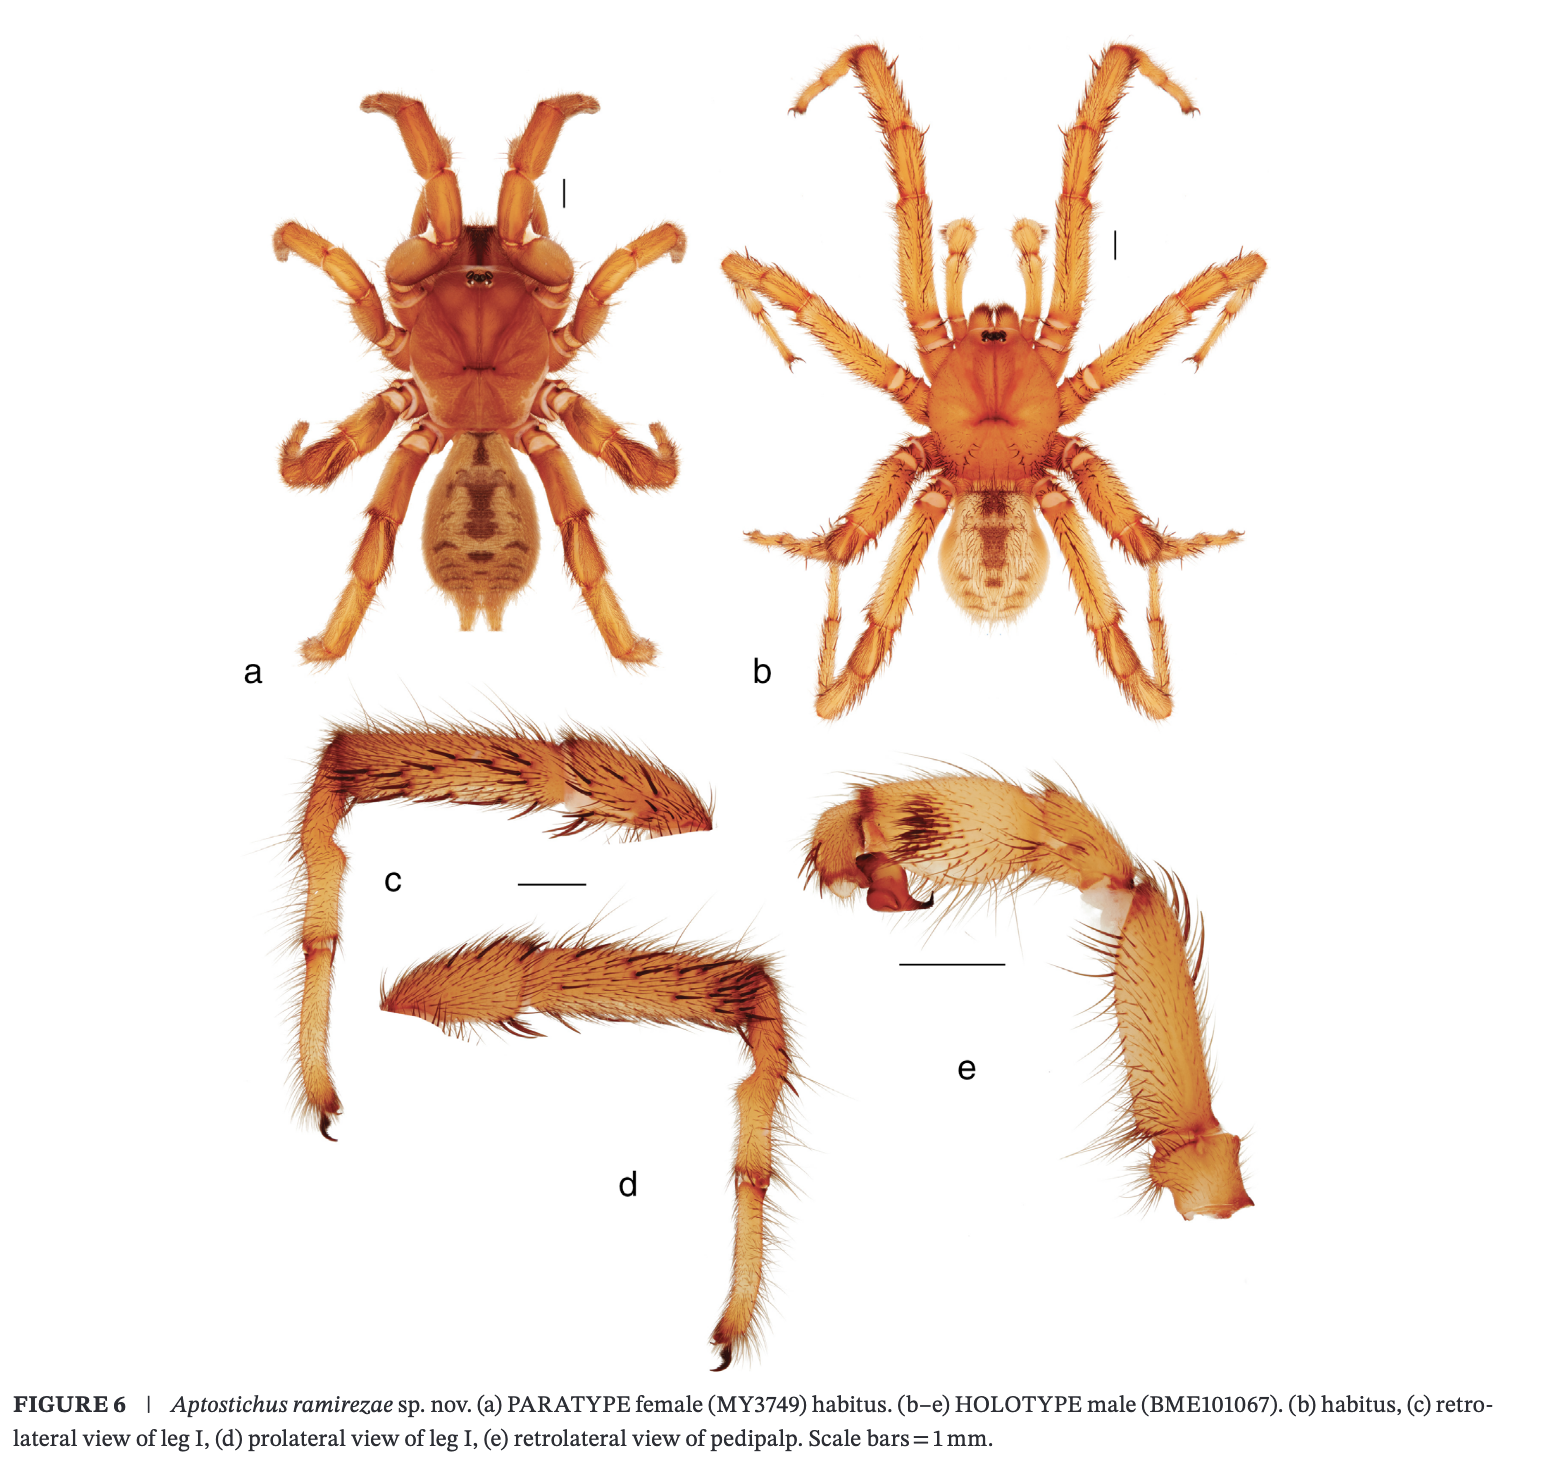 a
b
c
d
e
FIGURE 6 | Aptostichus ramirezae sp. nov. (a) PARATYPE female (MY3749) habitus. (b–e) HOLOTYPE male (BME101067). (b) habitus, (c) retro-
lateral view of leg I, (d) prolateral view of leg I, (e) retrolateral view of pedipalp. Scale bars = 1 mm.